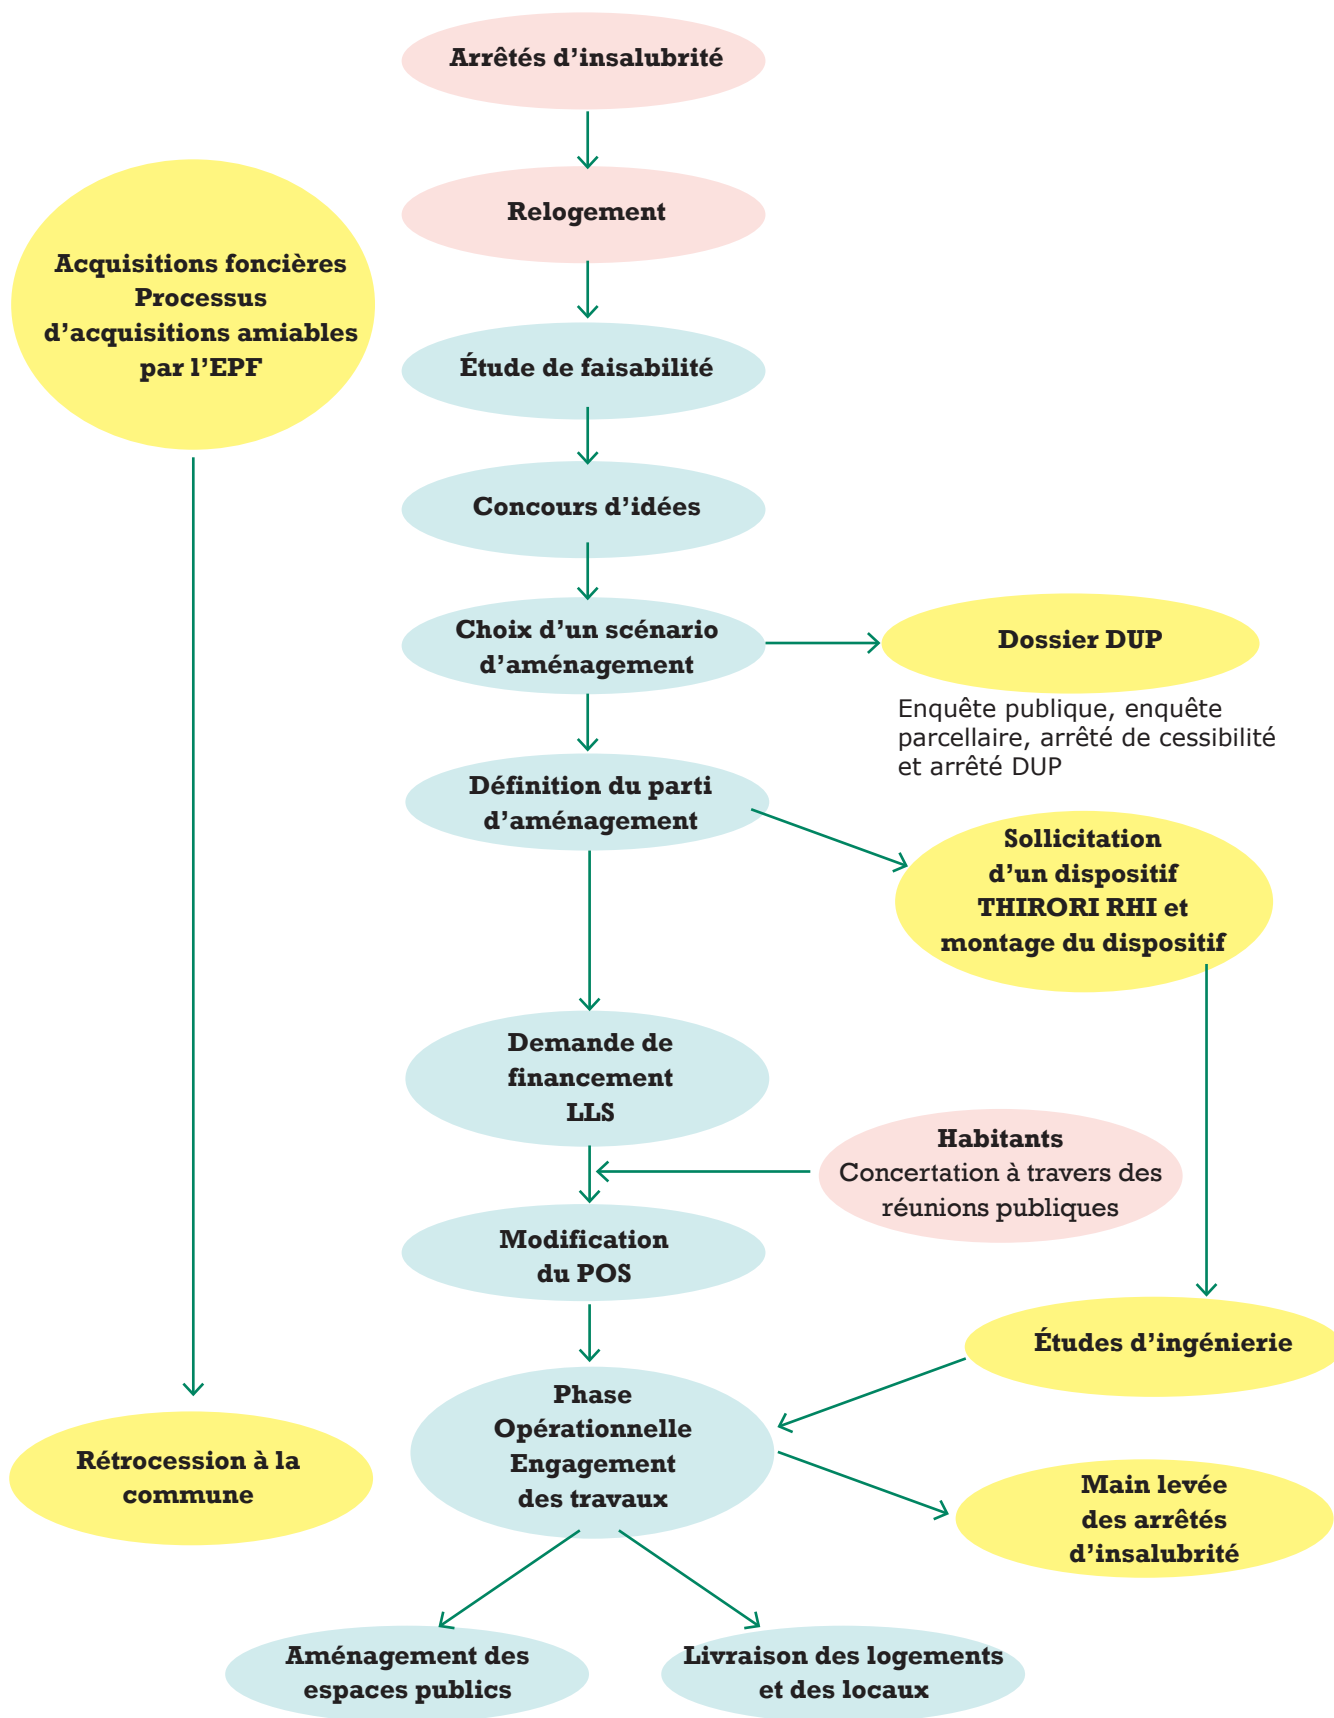 Arrêtés d’insalubrité
Relogement
Acquisitions foncières
Processus
d’acquisitions amiables
par l’EPF
Étude de faisabilité
Concours d’idées
Choix d’un scénario
d’aménagement
Dossier DUP
Enquête publique, enquête
parcellaire, arrêté de cessibilité
et arrêté DUP
Définition du parti
d’aménagement
Sollicitation
d’un dispositif
THIRORI RHI et
montage du dispositif
Demande de
financement
LLS
Habitants
Concertation à travers des
réunions publiques
Modification
du POS
Études d’ingénierie
Phase
Opérationnelle
Engagement
des travaux
Rétrocession à la
commune
Main levée
des arrêtés
d’insalubrité
Aménagement des
espaces publics
Livraison des logements
et des locaux